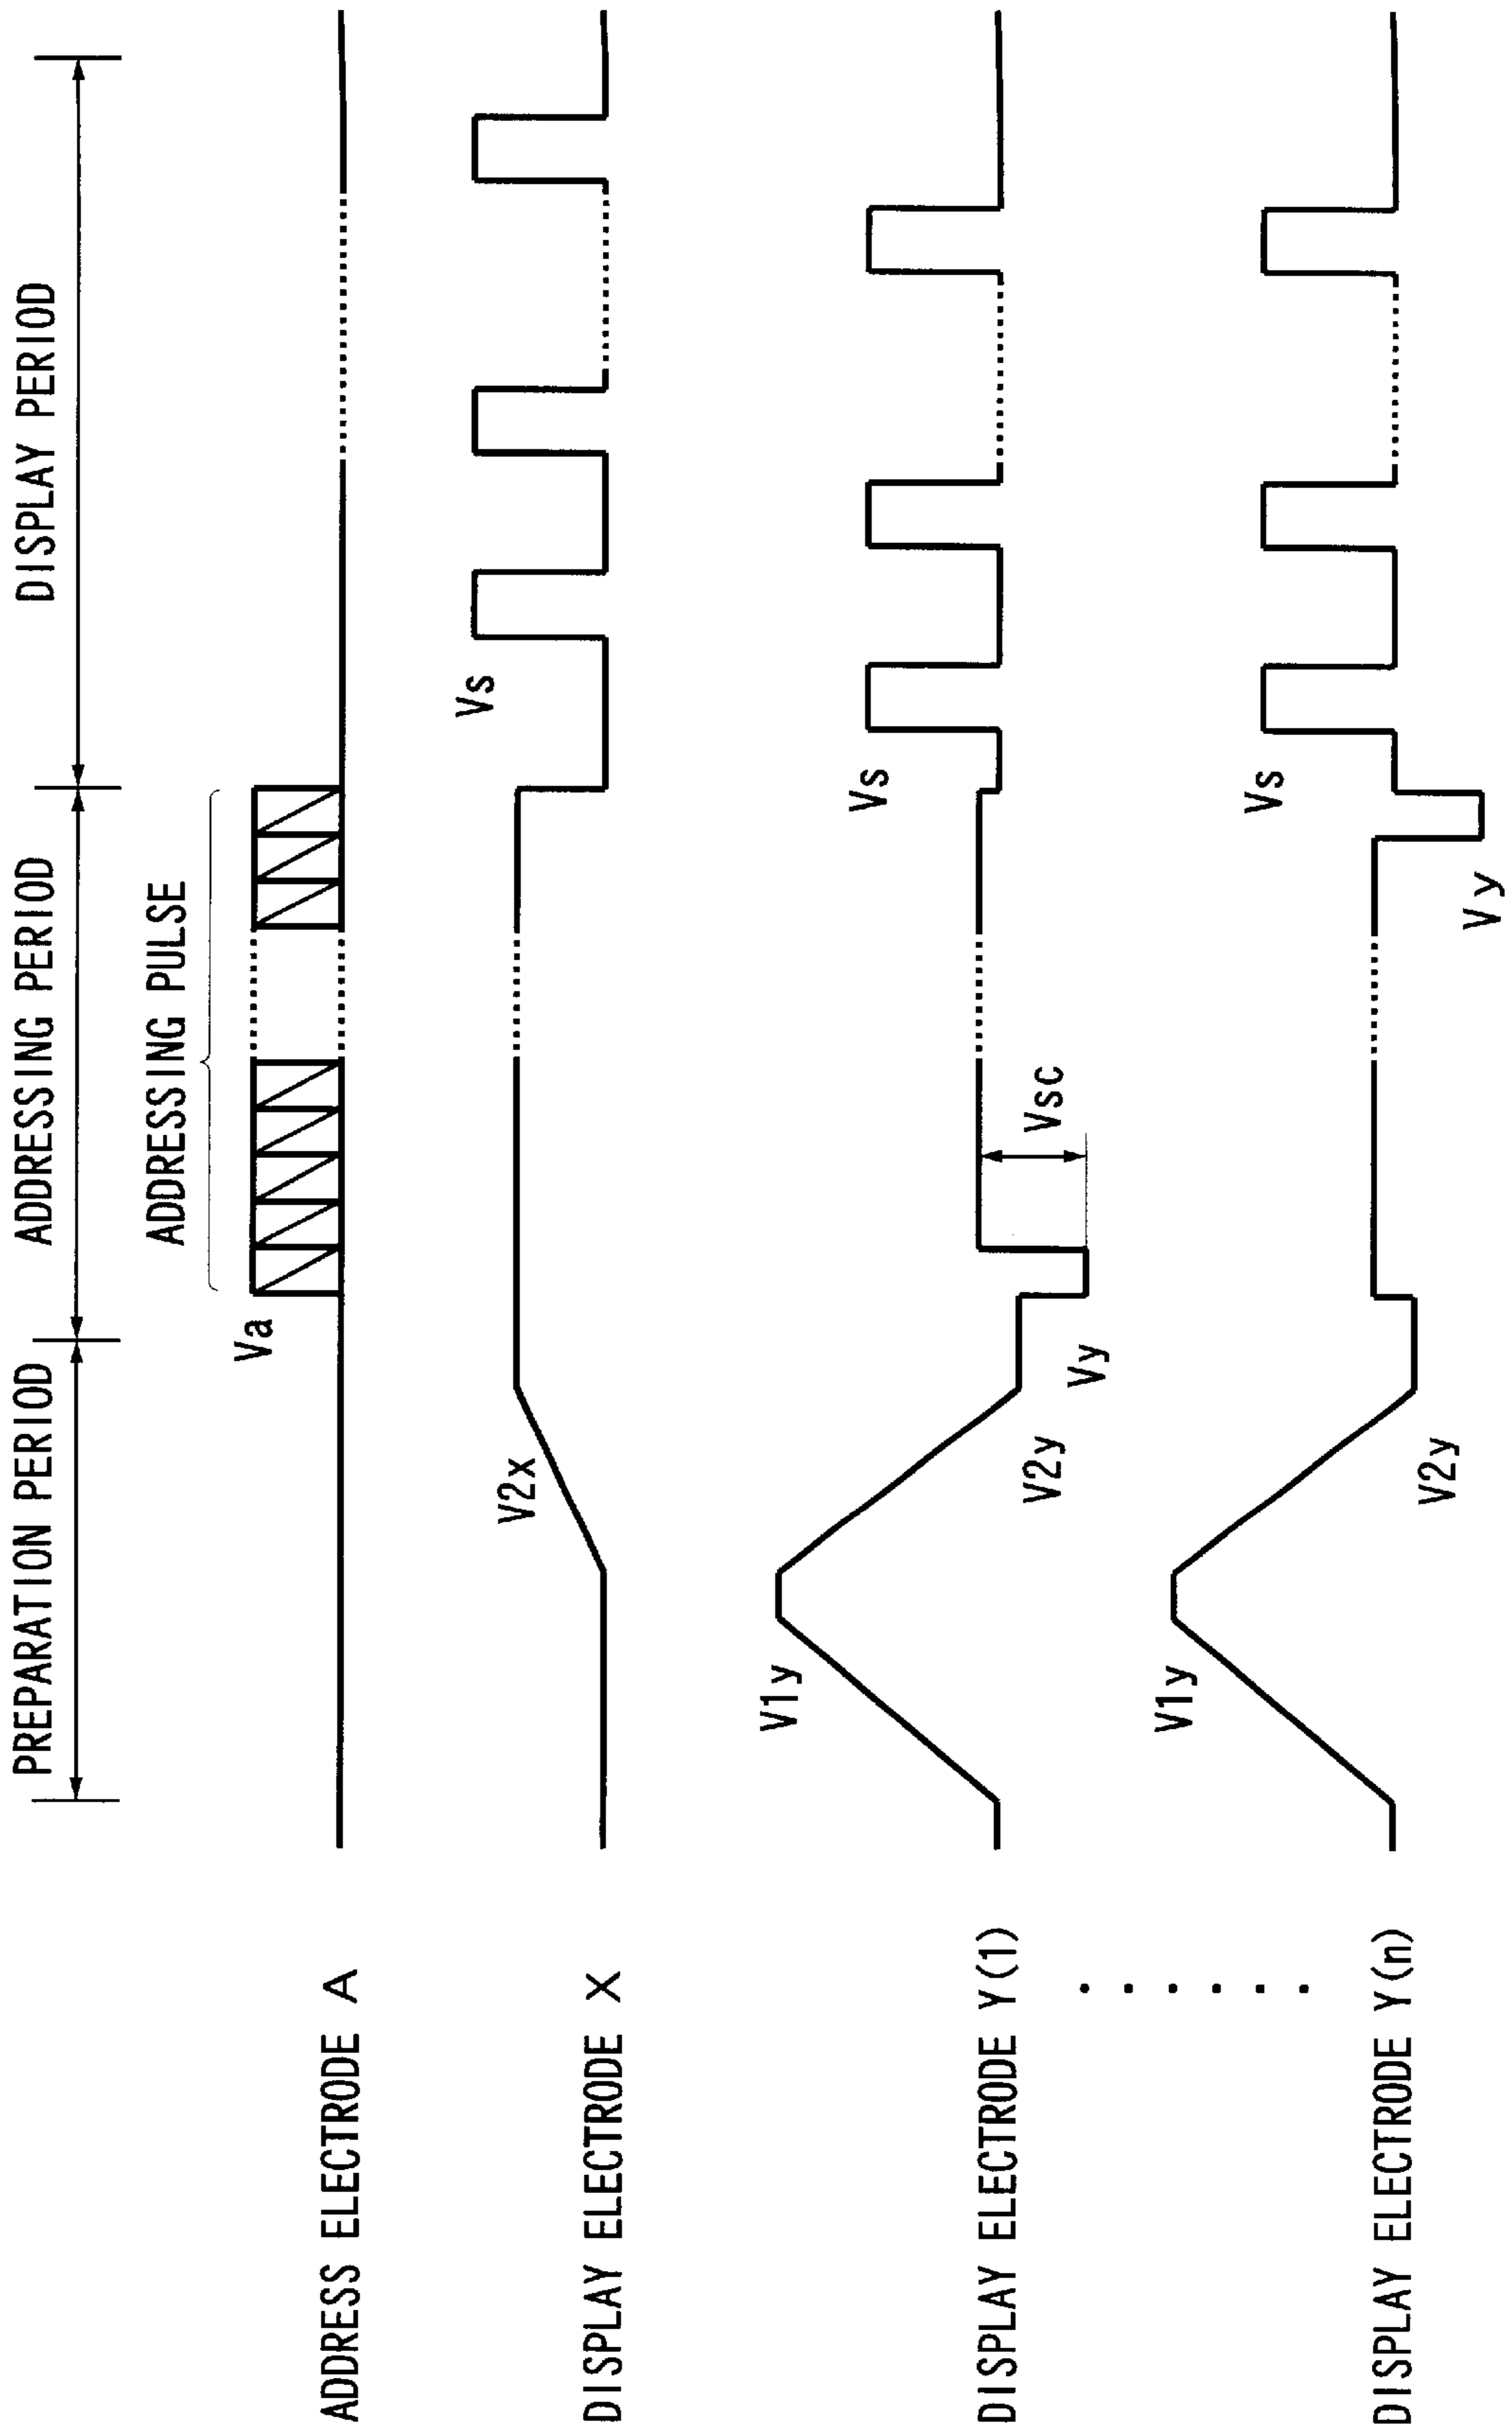 PREPARATION PERIOD
ADDRESSING PERIOD
DISPLAY PERIOD
ADDRESSING PULSE
ADDRESS ELECTRODE A
Va
DISPLAY ELECTRODE X
V2x
Vs
DISPLAY ELECTRODE Y(1)
V1y
V2y
Vy
Vsc
Vs
......
DISPLAY ELECTRODE Y(n)
V1y
V2y
Vy
Vs